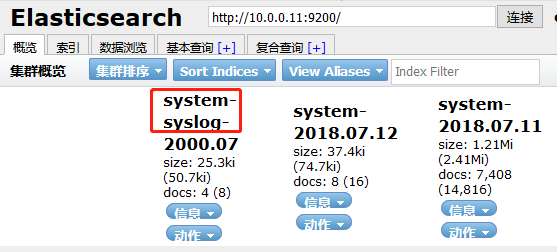 Elasticsearch
http://10.0.0.11:9200/
连接
概览
索引
数据浏览
基本查询 [+]
复合查询 [+]
集群概览
集群排序
Sort Indices
View Aliases
Index Filter
system-
syslog-
2000.07
size: 25.3ki
(50.7ki)
docs: 4 (8)
信息
动作
system-
2018.07.12
size: 37.4ki
(74.7ki)
docs: 8 (16)
信息
动作
system-
2018.07.11
size: 1.21Mi
(2.41Mi)
docs: 7,408
(14,816)
信息
动作